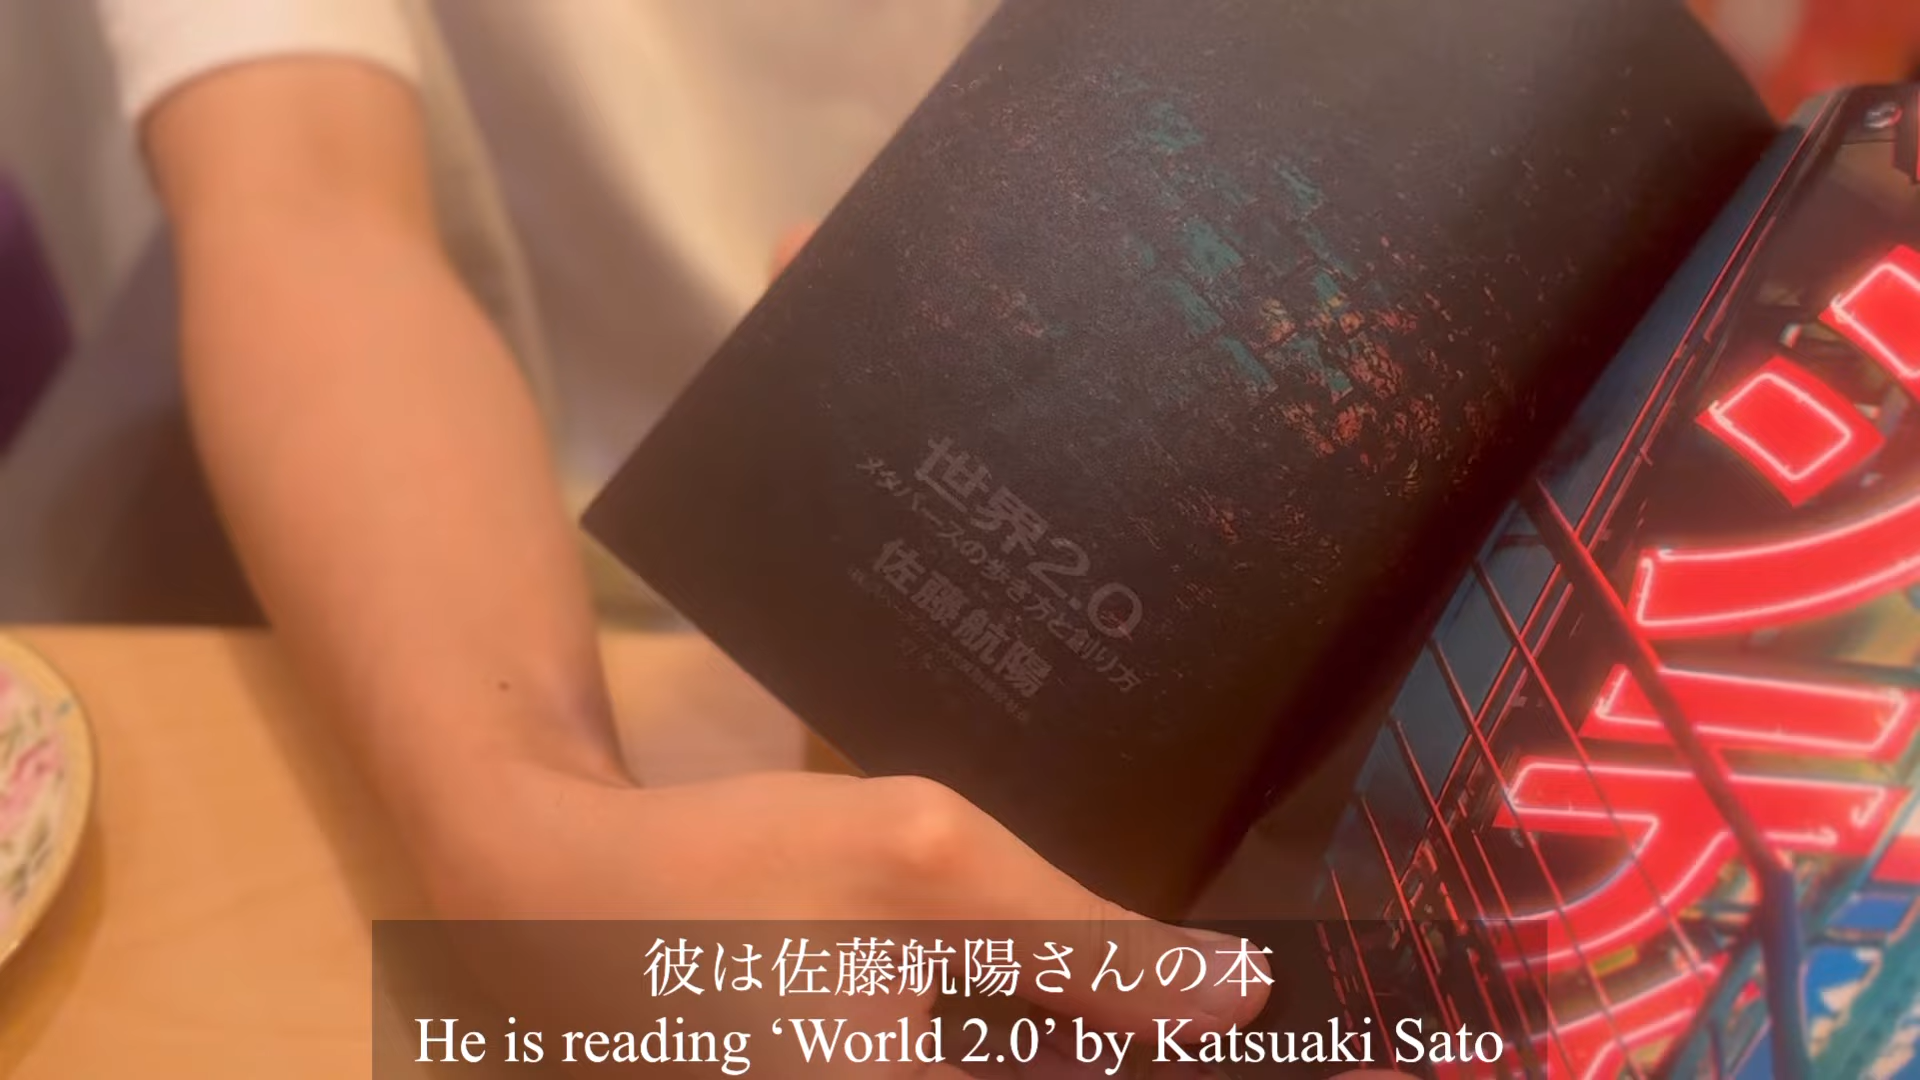 世界2.0
メタバースの歩き方と創り方
佐藤航陽
彼は佐藤航陽さんの本
He is reading ‘World 2.0’ by Katsuaki Sato